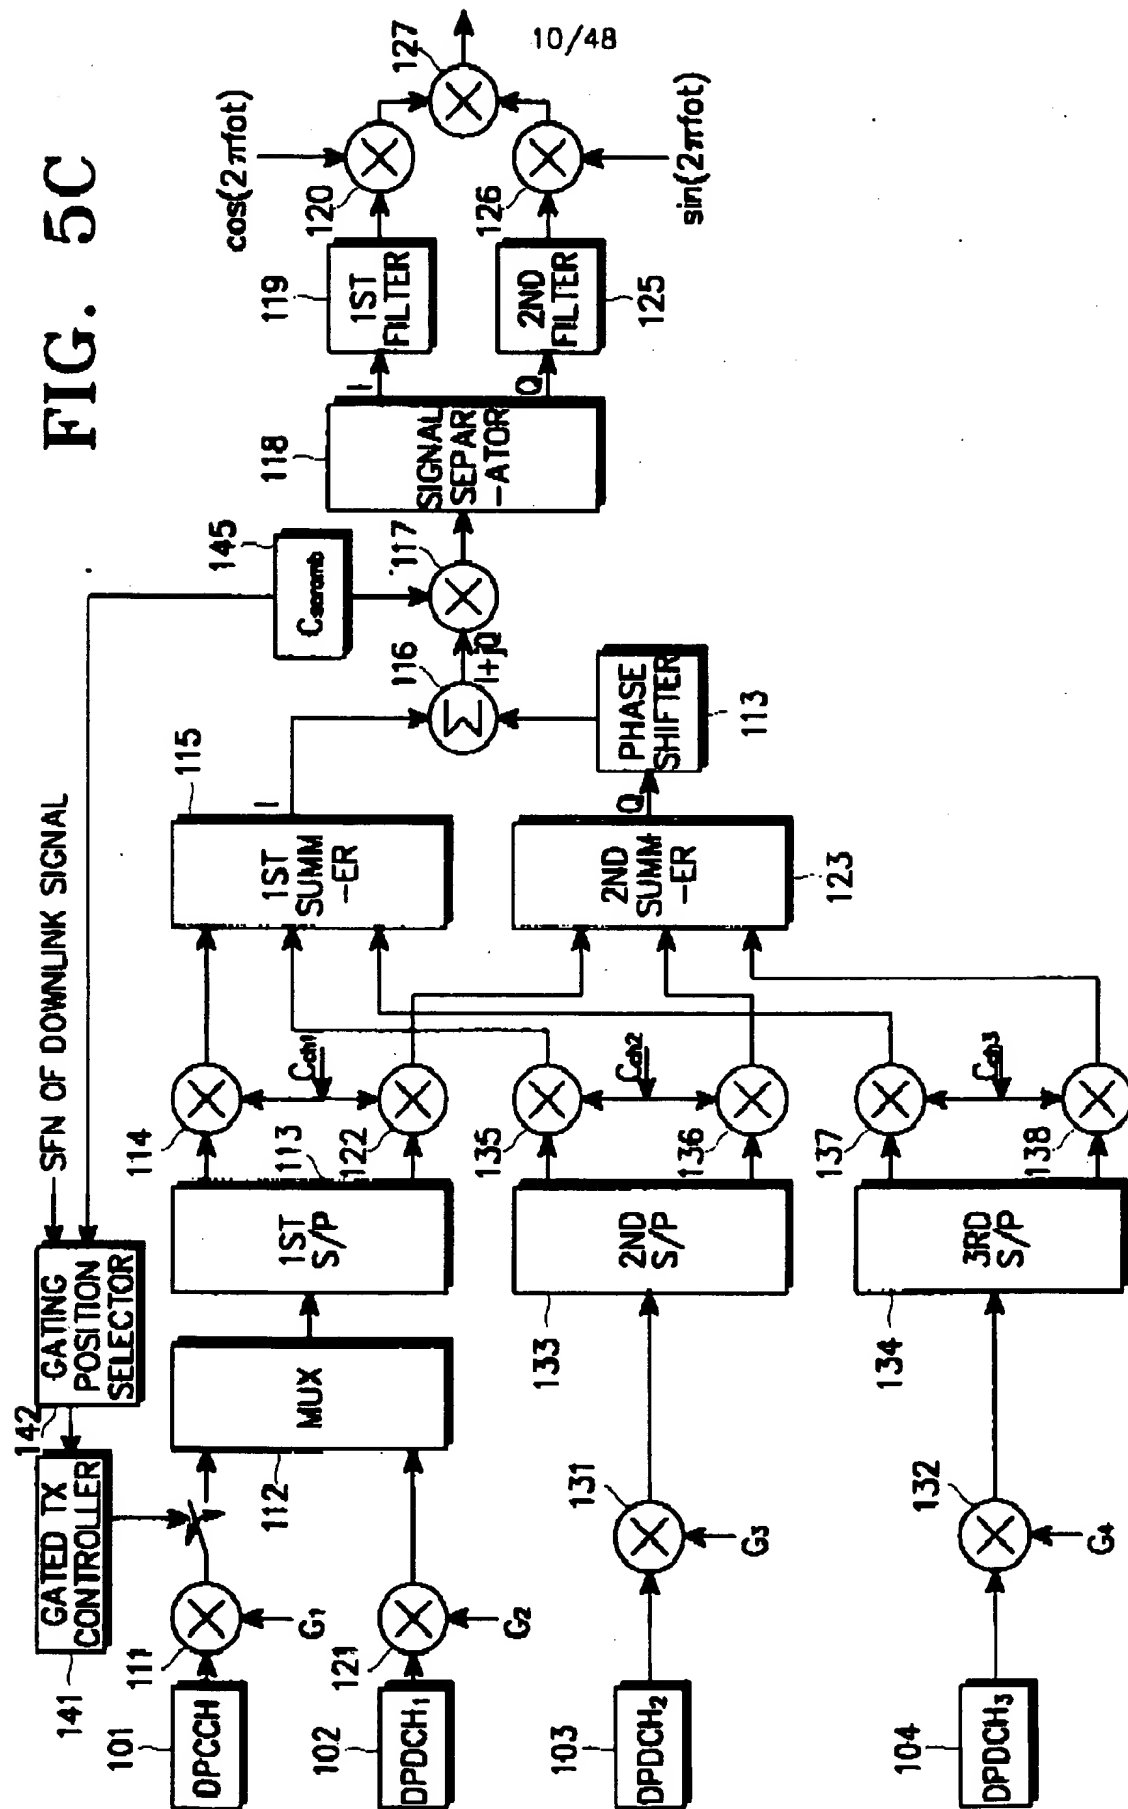 10/48
FIG. 5C
SFN OF DOWNLINK SIGNAL
141
GATED TX
CONTROLLER
142
GATING
POSITION
SELECTOR
101
DPCCH
111
G1
102
DPDCH1
121
G2
112
MUX
1ST
S/P
113
114
Cch1
122
115
1ST
SUMM
-ER
I
103
DPDCH2
131
G3
133
2ND
S/P
135
Cch2
136
2ND
SUMM
-ER
123
Q
PHASE
SHIFTER
113
104
DPDCH3
132
G4
134
3RD
S/P
137
Cch3
138
116
Σ
I+jQ
145
Cscramb
117
118
SIGNAL
SEPAR
-ATOR
I
Q
119
1ST
FILTER
2ND
FILTER
125
120
cos(2πfot)
126
sin(2πfot)
127